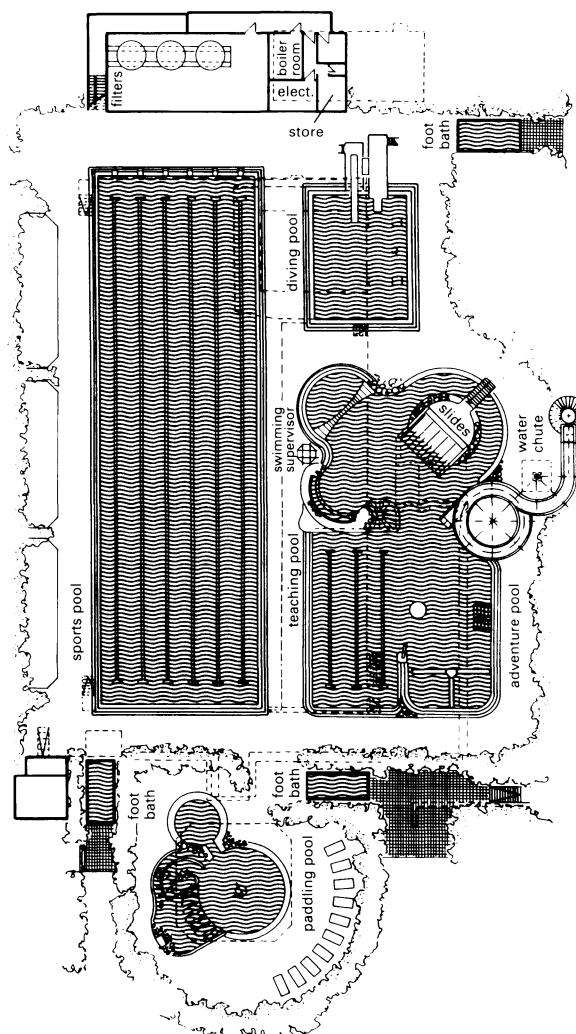 filters
boiler
room
elect.
store
foot
bath
diving pool
swimming
supervisor
slides
water
chute
sports pool
teaching pool
adventure pool
foot
bath
foot
bath
paddling pool